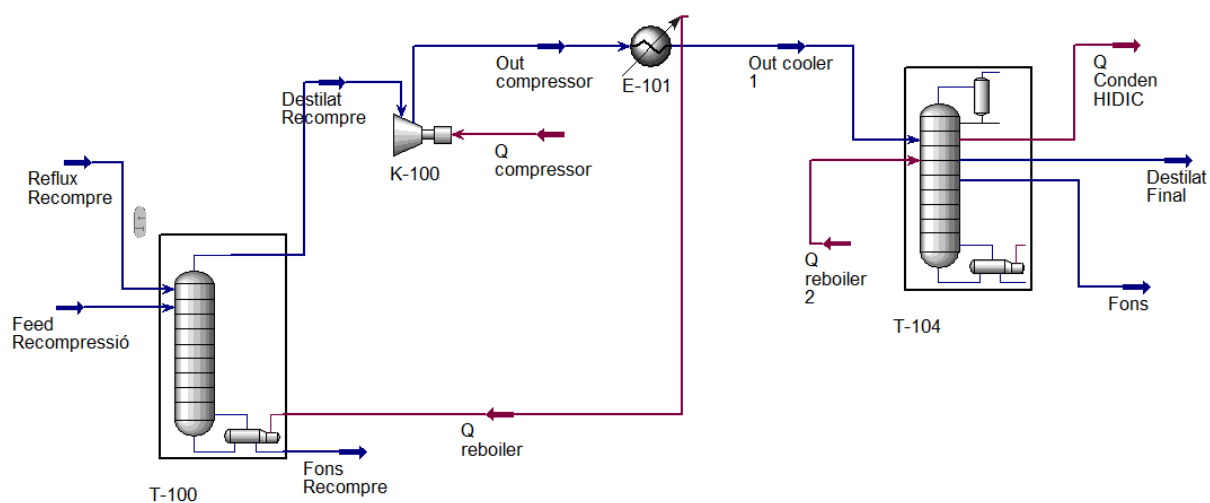 Out
compressor
E-101
Out cooler
1
Q
Conden
HIDIC
Destilat
Recompre
Q
compressor
K-100
Reflux
Recompre
Destilat
Final
Q
reboiler
2
Fons
T-104
Feed
Recompressió
Q
reboiler
Fons
Recompre
T-100